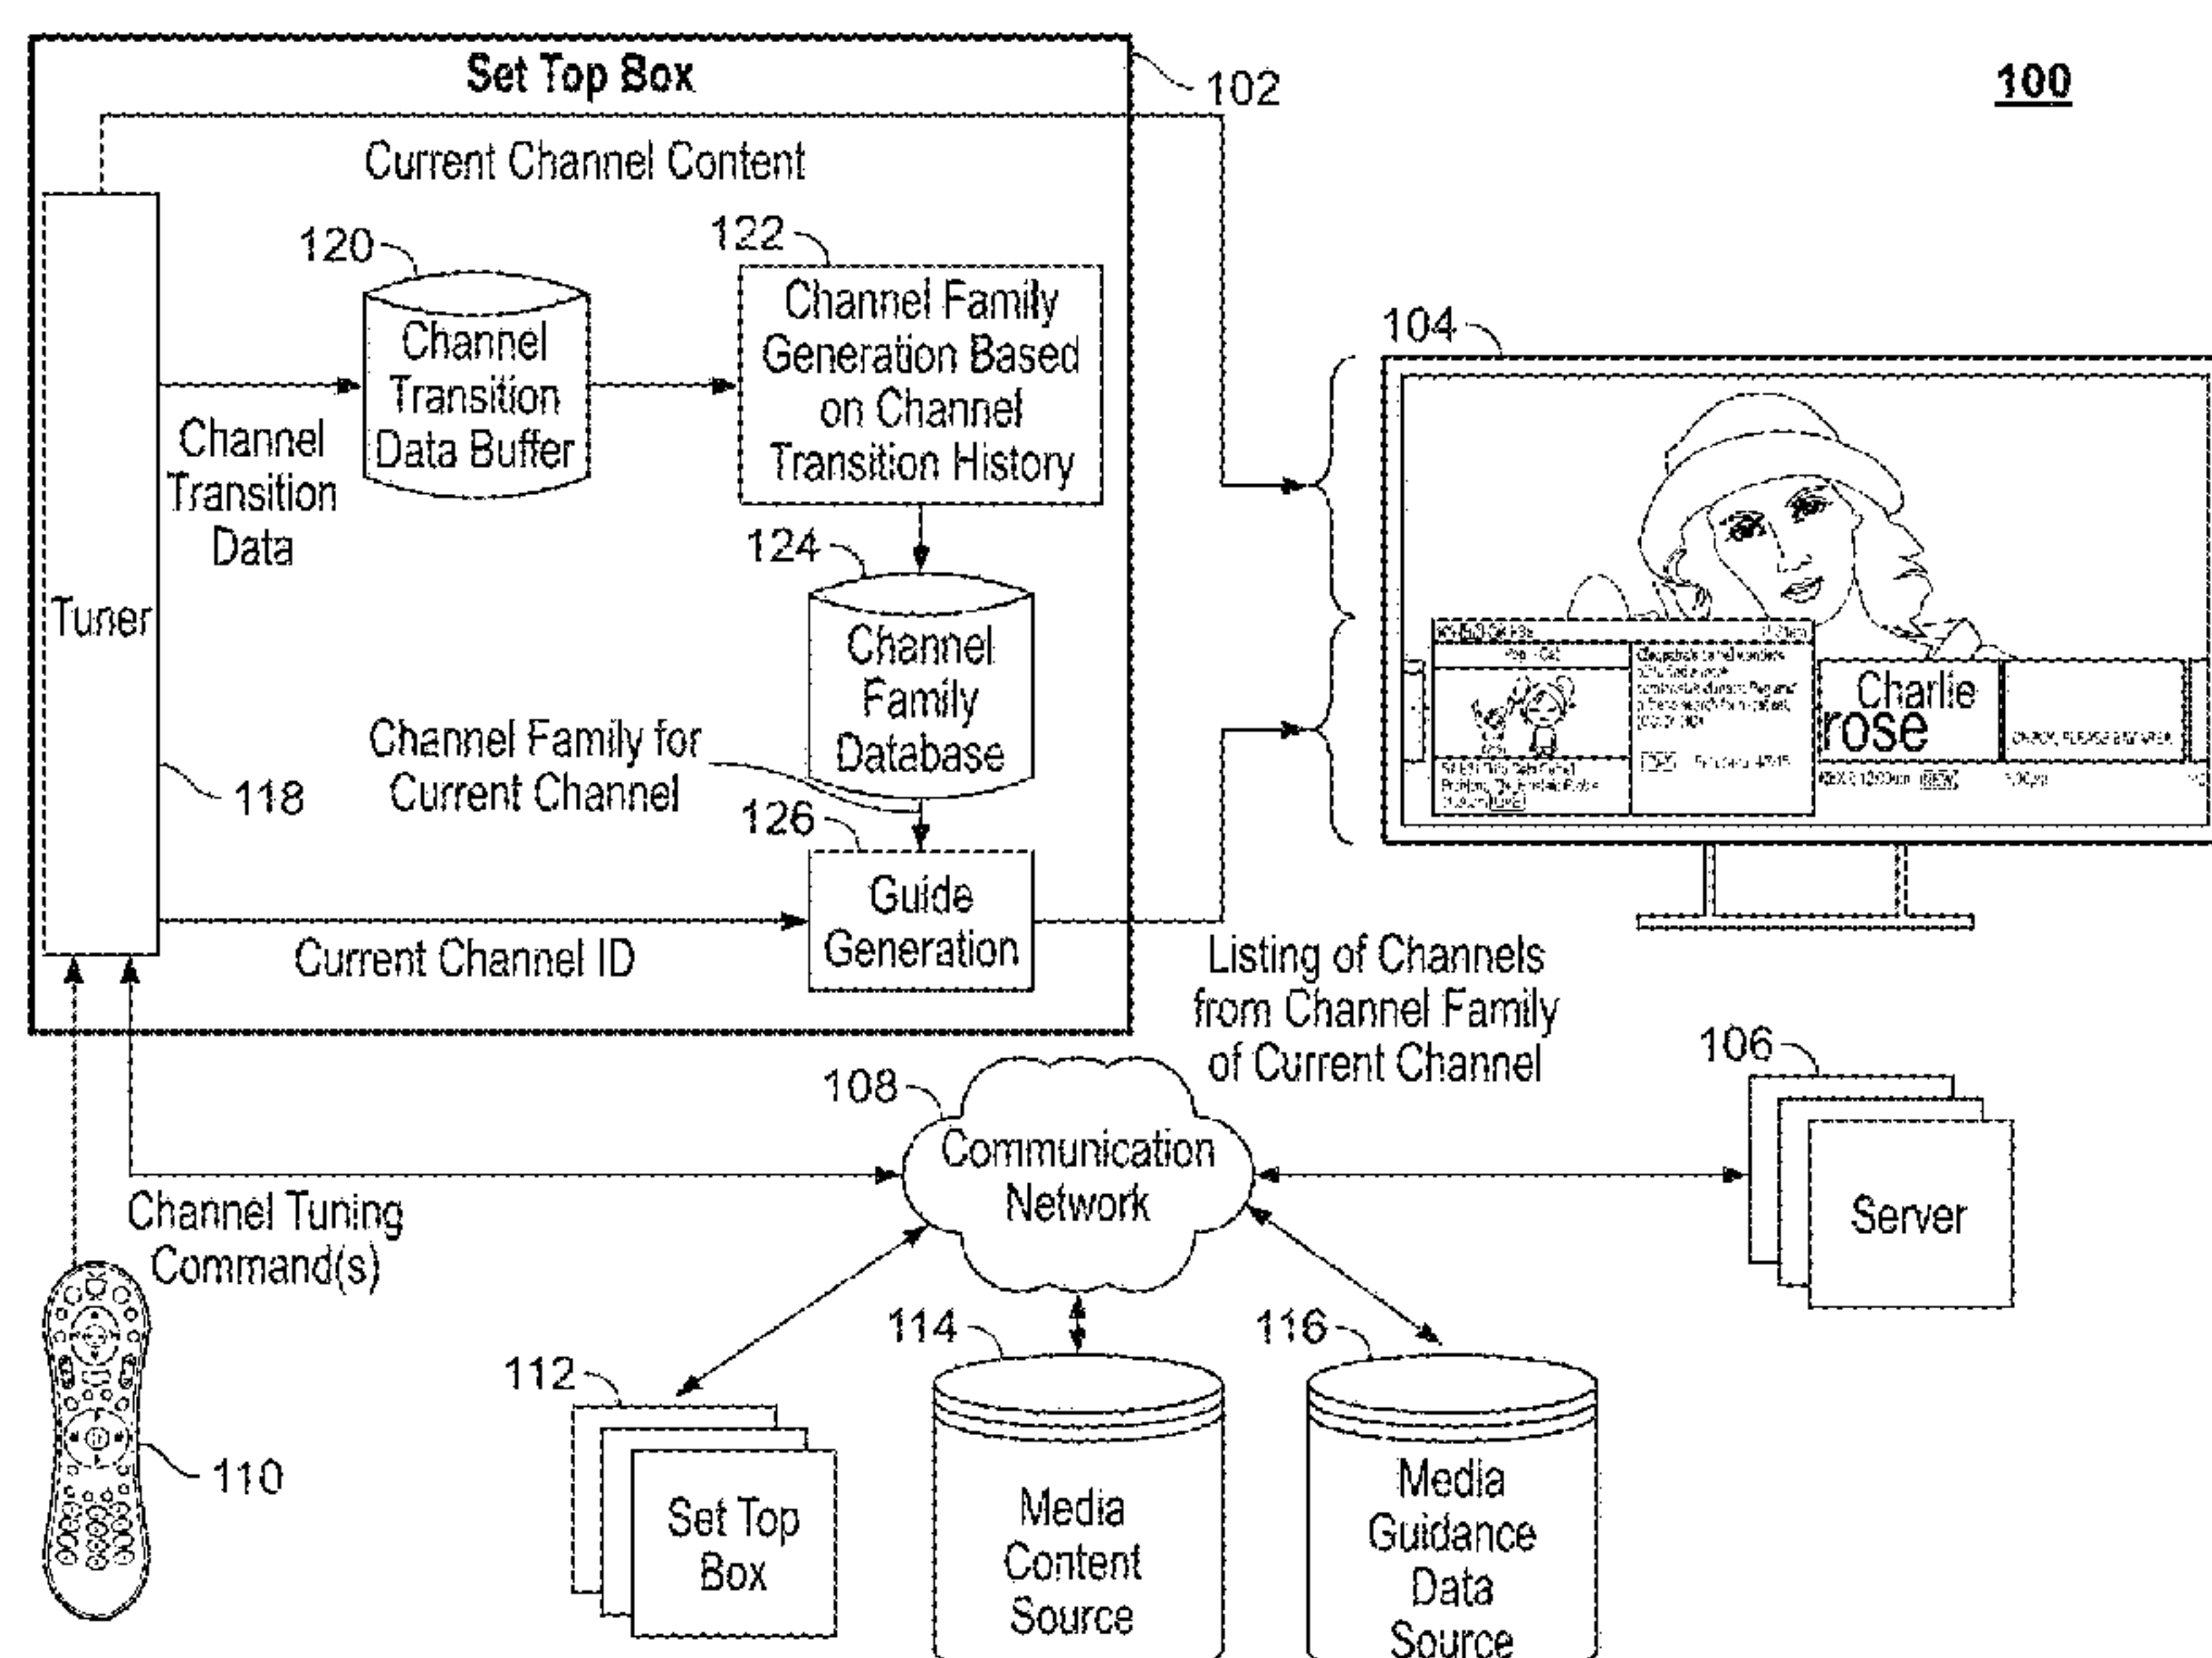 Set Top Box
102
100
Current Channel Content
120
122
Channel
Transition
Data Buffer
Channel Family
Generation Based
on Channel
Transition History
104
Channel
Transition
Data
124
Tuner
Channel
Family
Database
Charlie
rose
Channel Family for
Current Channel
118
126
Guide
Generation
Current Channel ID
Listing of Channels
from Channel Family
of Current Channel
106
108
Communication
Network
Server
Channel Tuning
Command(s)
114
116
112
110
Set Top
Box
Media
Content
Source
Media
Guidance
Data
Source